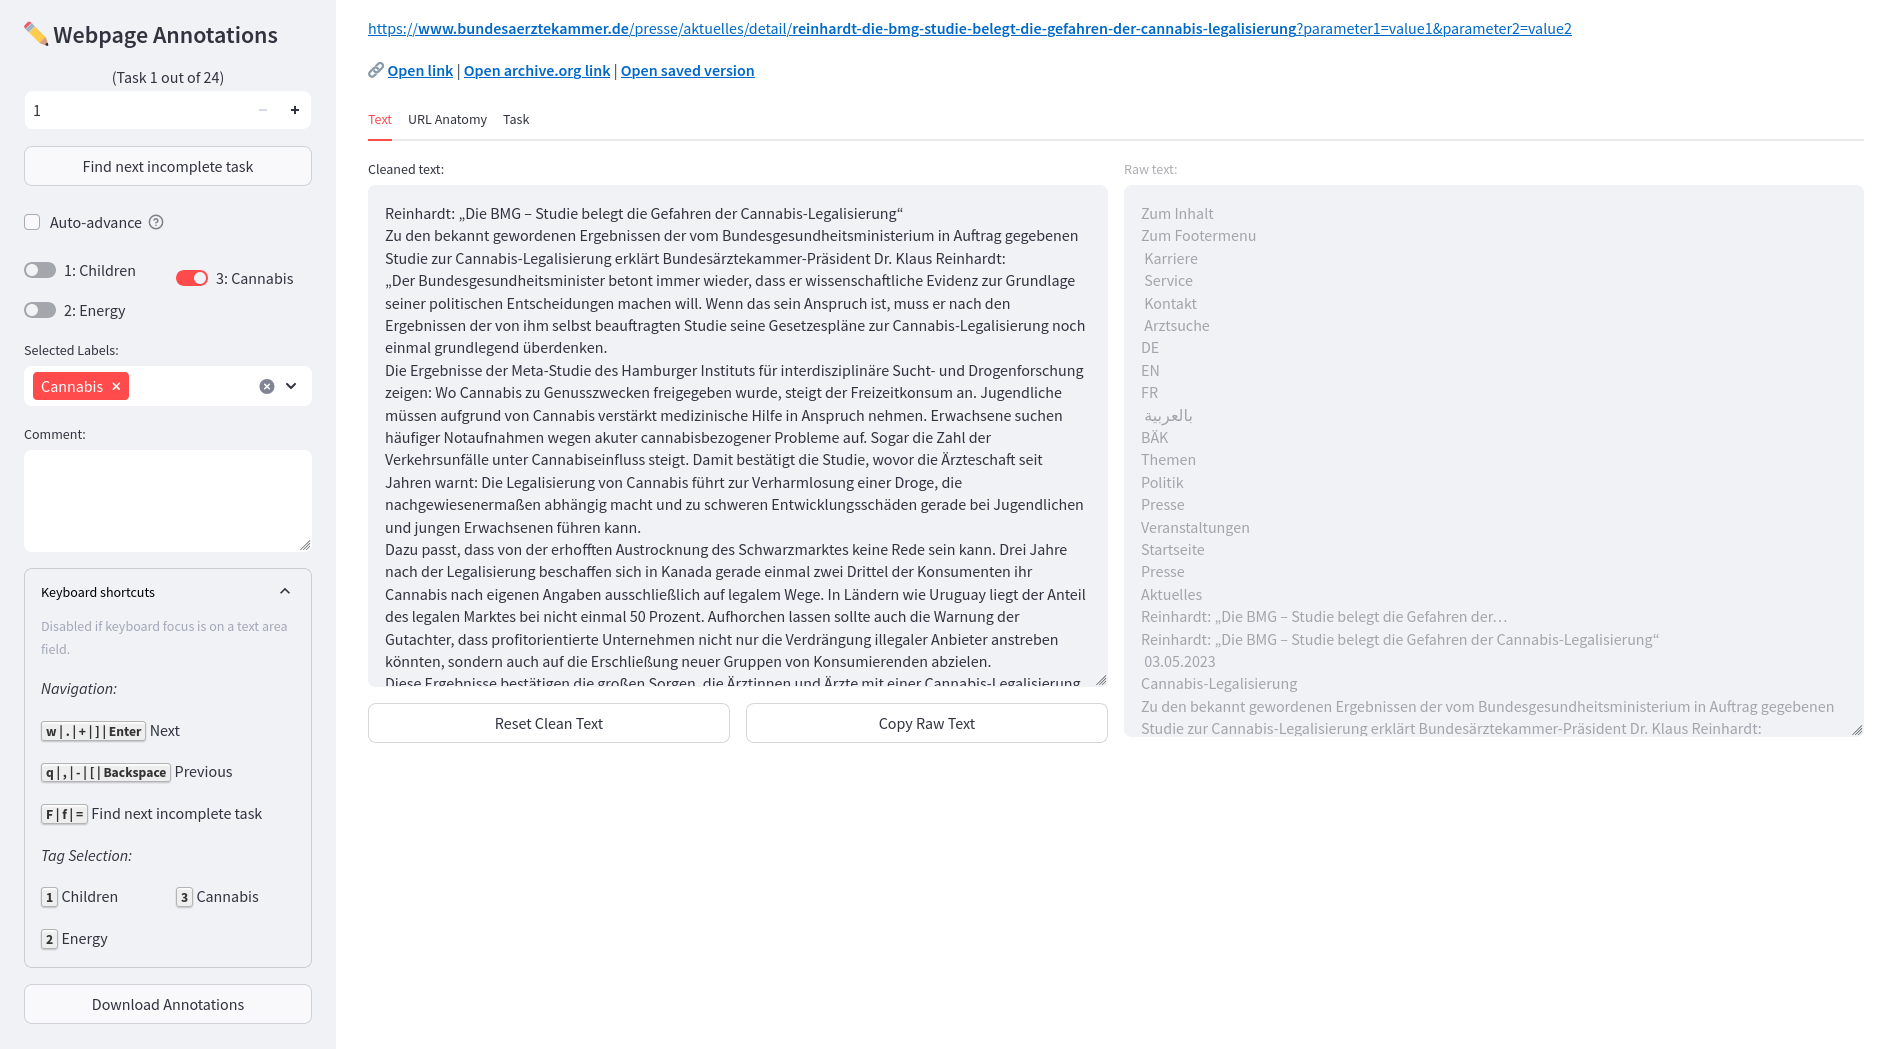 ✏️ Webpage Annotations
(Task 1 out of 24)
1
Find next incomplete task
Auto-advance
1: Children
3: Cannabis
2: Energy
Selected Labels:
Cannabis
Comment:
Keyboard shortcuts
Disabled if keyboard focus is on a text area
field.
Navigation:
w|.|+|]|Enter Next
q|,|-|[|Backspace Previous
F|f|= Find next incomplete task
Tag Selection:
1 Children
3 Cannabis
2 Energy
Download Annotations
https://www.bundesaerztekammer.de/presse/aktuelles/detail/reinhardt-die-bmg-studie-belegt-die-gefahren-der-cannabis-legalisierung?parameter1=value1&parameter2=value2
🔗 Open link | Open archive.org link | Open saved version
Text URL Anatomy Task
Cleaned text:
Reinhardt: „Die BMG – Studie belegt die Gefahren der Cannabis-Legalisierung“
Zu den bekannt gewordenen Ergebnissen der vom Bundesgesundheitsministerium in Auftrag gegebenen
Studie zur Cannabis-Legalisierung erklärt Bundesärztekammer-Präsident Dr. Klaus Reinhardt:
„Der Bundesgesundheitsminister betont immer wieder, dass er wissenschaftliche Evidenz zur Grundlage
seiner politischen Entscheidungen machen will. Wenn das sein Anspruch ist, muss er nach den
Ergebnissen der von ihm selbst beauftragten Studie seine Gesetzespläne zur Cannabis-Legalisierung noch
einmal grundlegend überdenken.
Die Ergebnisse der Meta-Studie des Hamburger Instituts für interdisziplinäre Sucht- und Drogenforschung
zeigen: Wo Cannabis zu Genusszwecken freigegeben wurde, steigt der Freizeitkonsum an. Jugendliche
müssen aufgrund von Cannabis verstärkt medizinische Hilfe in Anspruch nehmen. Erwachsene suchen
häufiger Notaufnahmen wegen akuter cannabisbezogener Probleme auf. Sogar die Zahl der
Verkehrsunfälle unter Cannabiseinfluss steigt. Damit bestätigt die Studie, wovor die Ärzteschaft seit
Jahren warnt: Die Legalisierung von Cannabis führt zur Verharmlosung einer Droge, die
nachgewiesenermaßen abhängig macht und zu schweren Entwicklungsschäden gerade bei Jugendlichen
und jungen Erwachsenen führen kann.
Dazu passt, dass von der erhofften Austrocknung des Schwarzmarktes keine Rede sein kann. Drei Jahre
nach der Legalisierung beschaffen sich in Kanada gerade einmal zwei Drittel der Konsumenten ihr
Cannabis nach eigenen Angaben ausschließlich auf legalem Wege. In Ländern wie Uruguay liegt der Anteil
des legalen Marktes bei nicht einmal 50 Prozent. Aufhorchen lassen sollte auch die Warnung der
Gutachter, dass profitorientierte Unternehmen nicht nur die Verdrängung illegaler Anbieter anstreben
könnten, sondern auch auf die Erschließung neuer Gruppen von Konsumierenden abzielen.
Diese Ergebnisse bestätigen die großen Sorgen, die Ärztinnen und Ärzte mit einer Cannabis-Legalisierung
Reset Clean Text
Copy Raw Text
Raw text:
Zum Inhalt
Zum Footermenu
Karriere
Service
Kontakt
Arztsuche
DE
EN
FR
بالعربية
BÄK
Themen
Politik
Presse
Veranstaltungen
Startseite
Presse
Aktuelles
Reinhardt: „Die BMG – Studie belegt die Gefahren der…
Reinhardt: „Die BMG – Studie belegt die Gefahren der Cannabis-Legalisierung“
03.05.2023
Cannabis-Legalisierung
Zu den bekannt gewordenen Ergebnissen der vom Bundesgesundheitsministerium in Auftrag gegebenen
Studie zur Cannabis-Legalisierung erklärt Bundesärztekammer-Präsident Dr. Klaus Reinhardt: